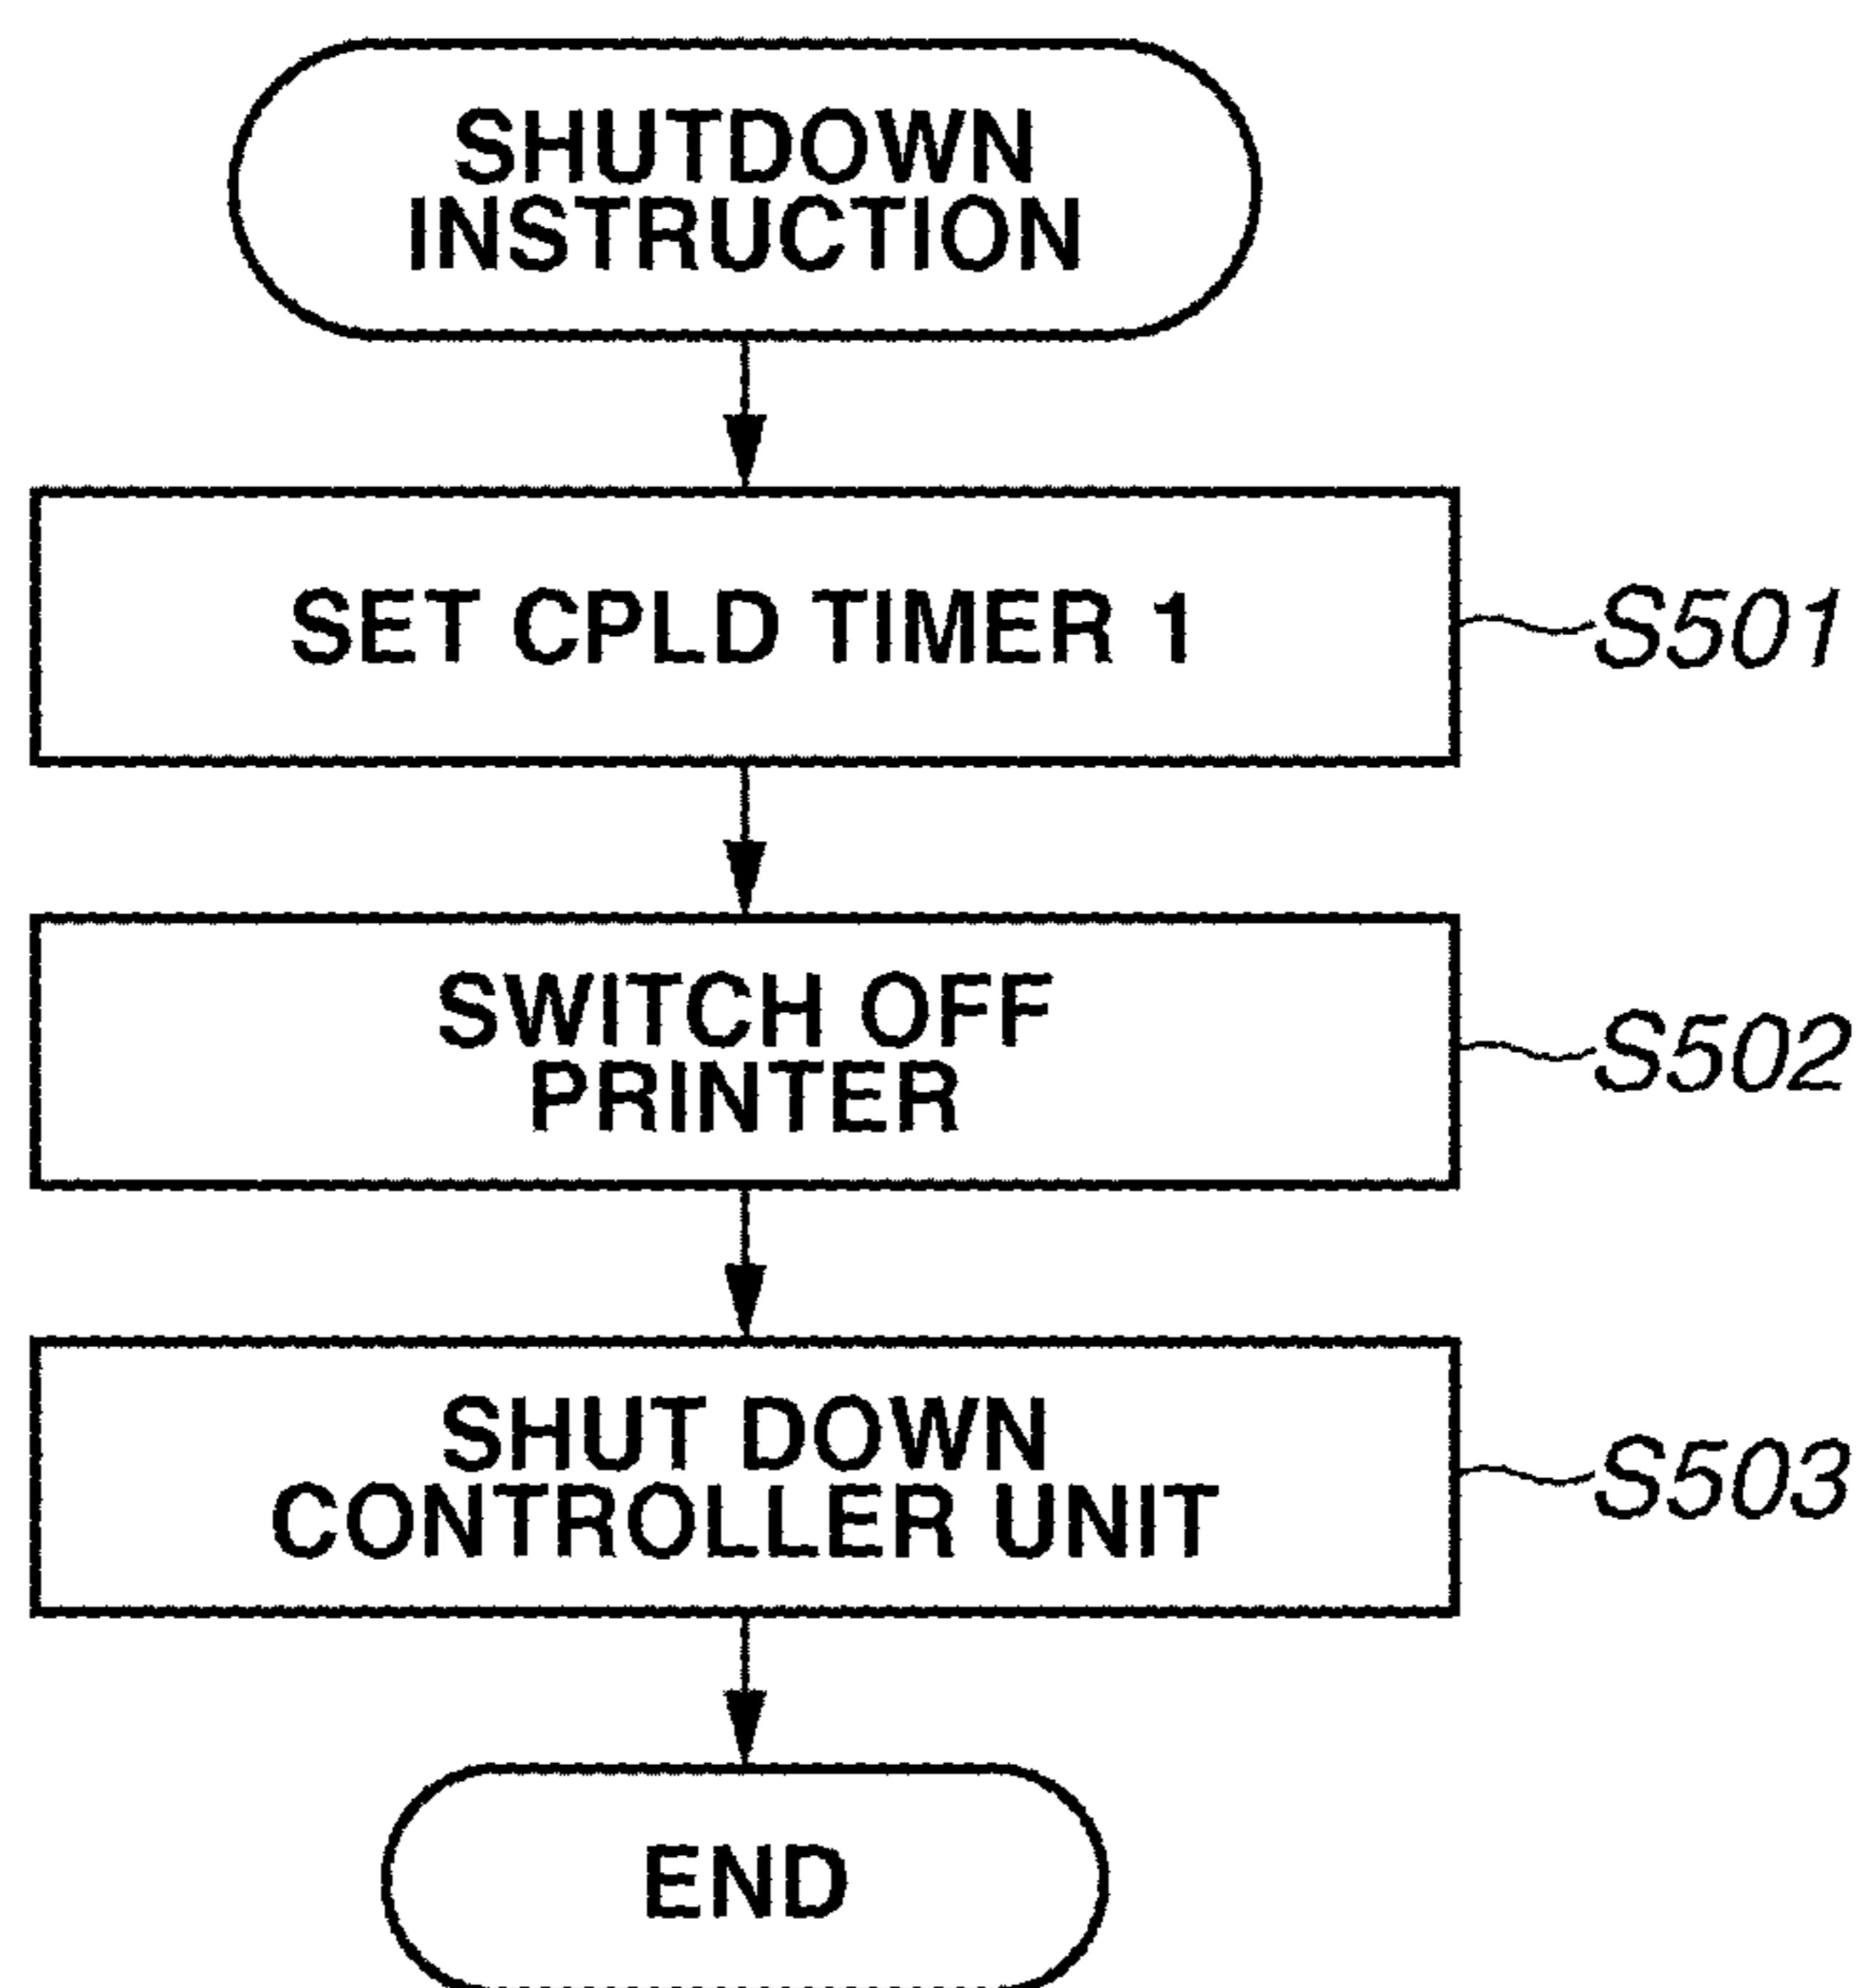 SHUTDOWN
INSTRUCTION
SET CPLD TIMER 1
S501
SWITCH OFF
PRINTER
S502
SHUT DOWN
CONTROLLER UNIT
S503
END